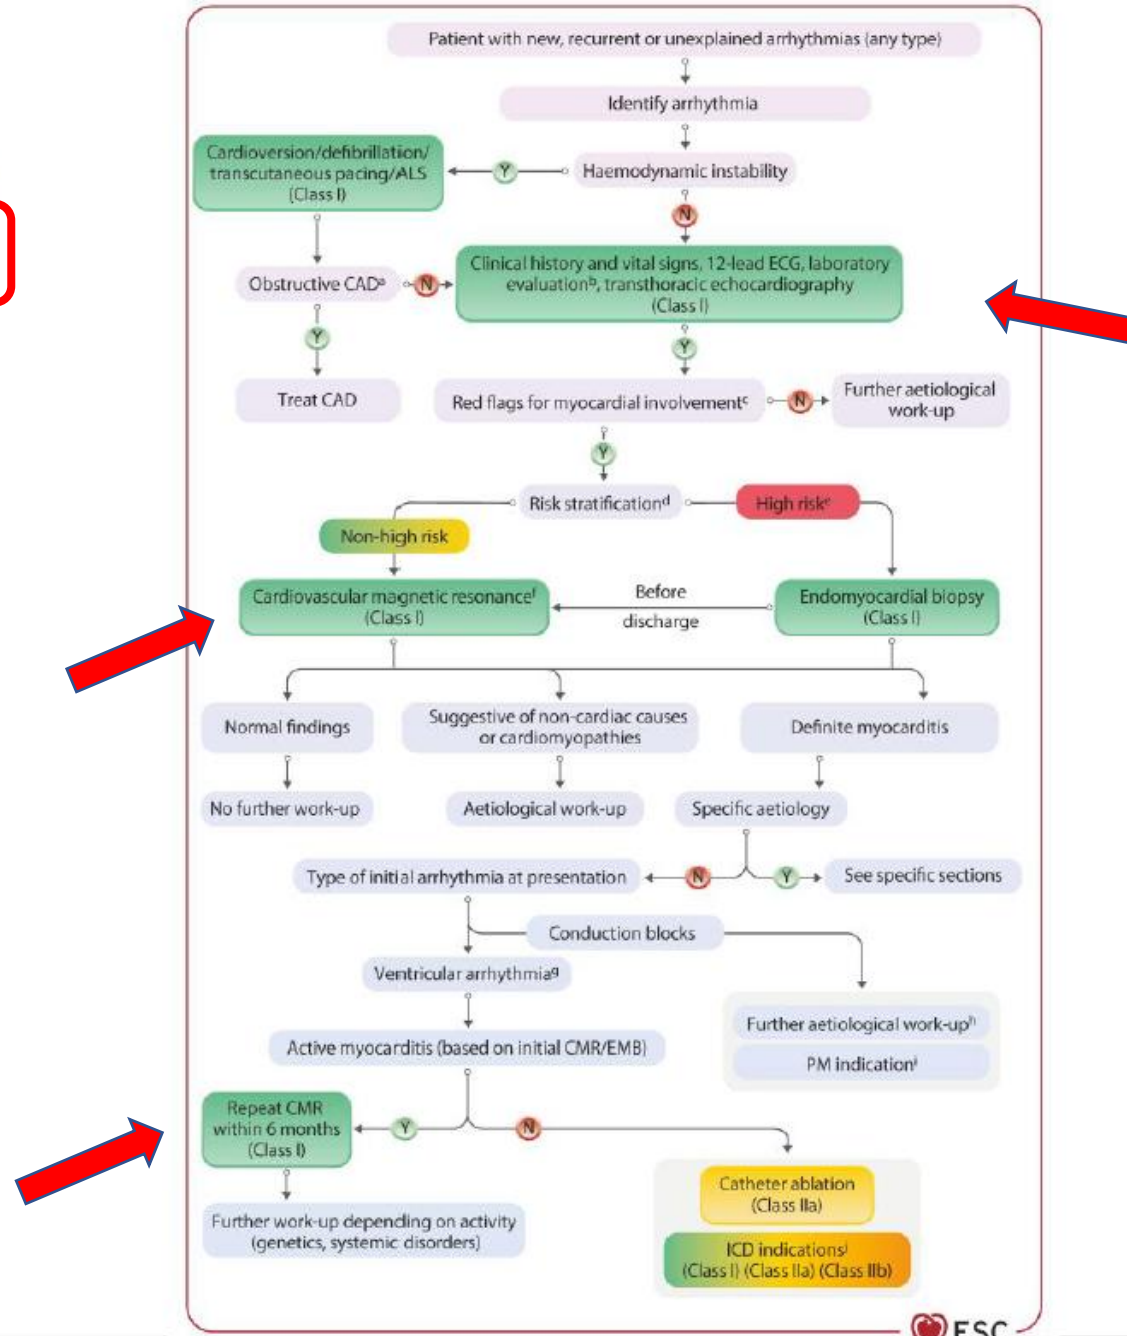 Patient with new, recurrent or unexplained arrhythmias (any type)
Identify arrhythmia
Cardioversion/defibrillation/
transcutaneous pacing/ALS
(Class I)
Y
Haemodynamic instability
N
Obstructive CADᵃ
N
Clinical history and vital signs, 12-lead ECG, laboratory
evaluationᵇ, transthoracic echocardiography
(Class I)
Y
Y
Treat CAD
Red flags for myocardial involvementᶜ
N
Further aetiological
work-up
Y
Risk stratificationᵈ
High riskᵉ
Non-high risk
Cardiovascular magnetic resonanceᶠ
(Class I)
Before
discharge
Endomyocardial biopsy
(Class I)
Normal findings
Suggestive of non-cardiac causes
or cardiomyopathies
Definite myocarditis
No further work-up
Aetiological work-up
Specific aetiology
Type of initial arrhythmia at presentation
N
Y
See specific sections
Conduction blocks
Ventricular arrhythmiaᵍ
Further aetiological work-upʰ
PM indicationⁱ
Active myocarditis (based on initial CMR/EMB)
Repeat CMR
within 6 months
(Class I)
Y
N
Catheter ablation
(Class IIa)
Further work-up depending on activity
(genetics, systemic disorders)
ICD indicationsʲ
(Class I) (Class IIa) (Class IIb)
ESC